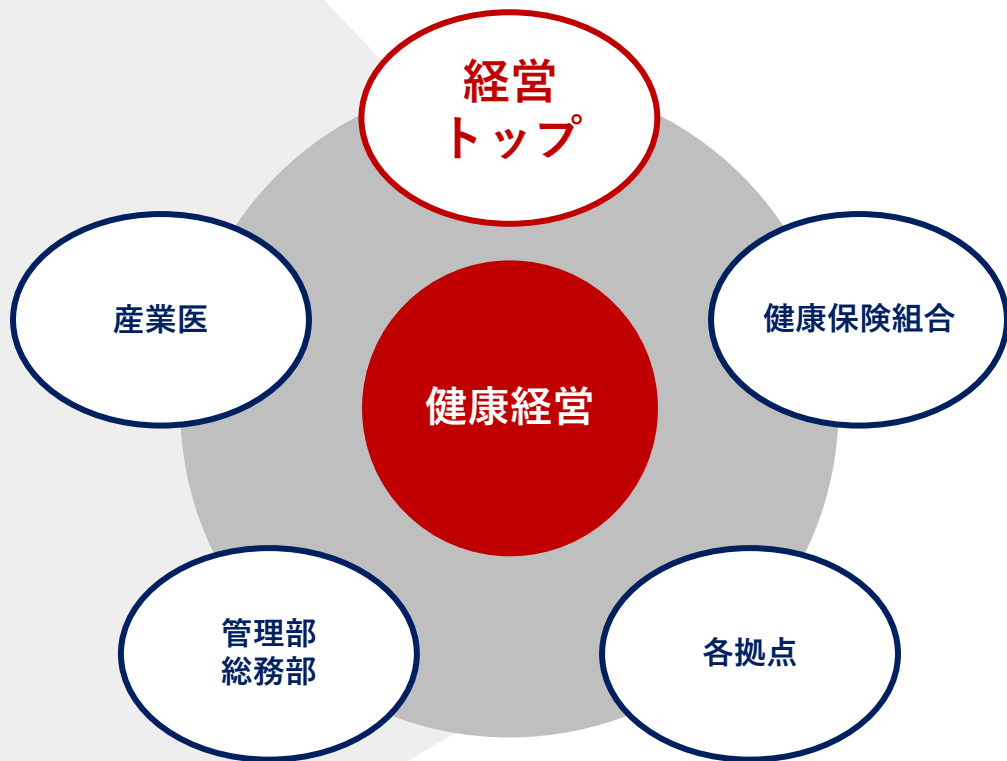 経営
トップ
産業医
健康保険組合
健康経営
管理部
総務部
各拠点